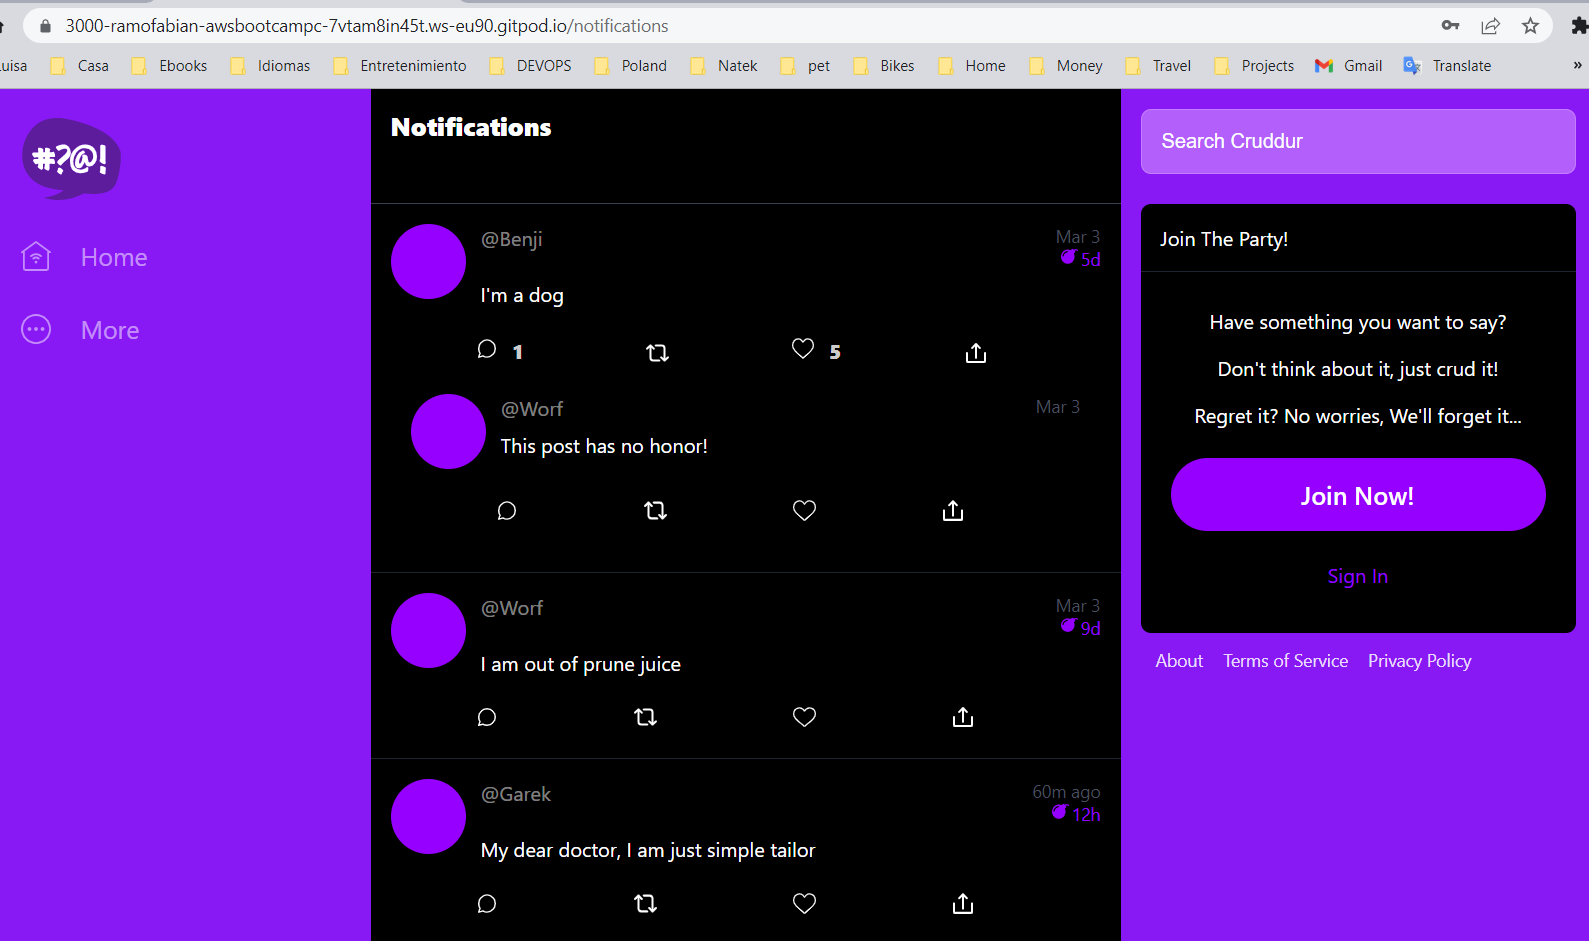 3000-ramofabian-awsbootcampc-7vtam8in45t.ws-eu90.gitpod.io/notifications
uisa Casa Ebooks Idiomas Entretenimiento DEVOPS Poland Natek pet Bikes Home Money Travel Projects Gmail Translate »
#?@!
Home
More
Notifications
@Benji Mar 3
5d
I'm a dog
1 5
@Worf Mar 3
This post has no honor!
@Worf Mar 3
9d
I am out of prune juice
@Garek 60m ago
12h
My dear doctor, I am just simple tailor
Search Cruddur
Join The Party!
Have something you want to say?
Don't think about it, just crud it!
Regret it? No worries, We'll forget it...
Join Now!
Sign In
About Terms of Service Privacy Policy